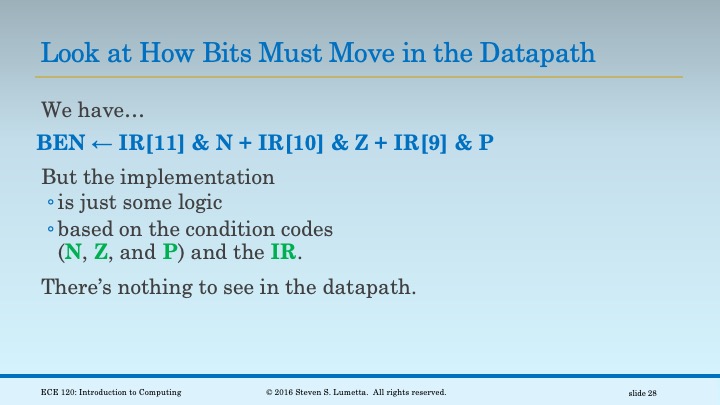 Look at How Bits Must Move in the Datapath
We have…
BEN ← IR[11] & N + IR[10] & Z + IR[9] & P
But the implementation
◦ is just some logic
◦ based on the condition codes
(N, Z, and P) and the IR.
There’s nothing to see in the datapath.
ECE 120: Introduction to Computing © 2016 Steven S. Lumetta. All rights reserved. slide 28